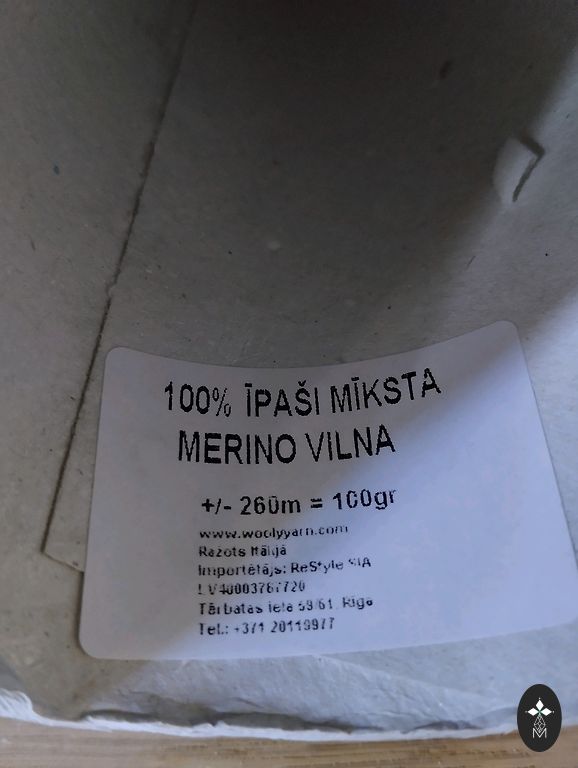 100% ĪPAŠI MĪKSTA
MERINO VILNA
+/- 260m = 100gr
www.woolyyarn.com
Ražots Itālijā
Importētājs: ReStyle SIA
LV40003767720
Tērbatas iela 59/61, Rīga
Tel.: +371 20119977
M